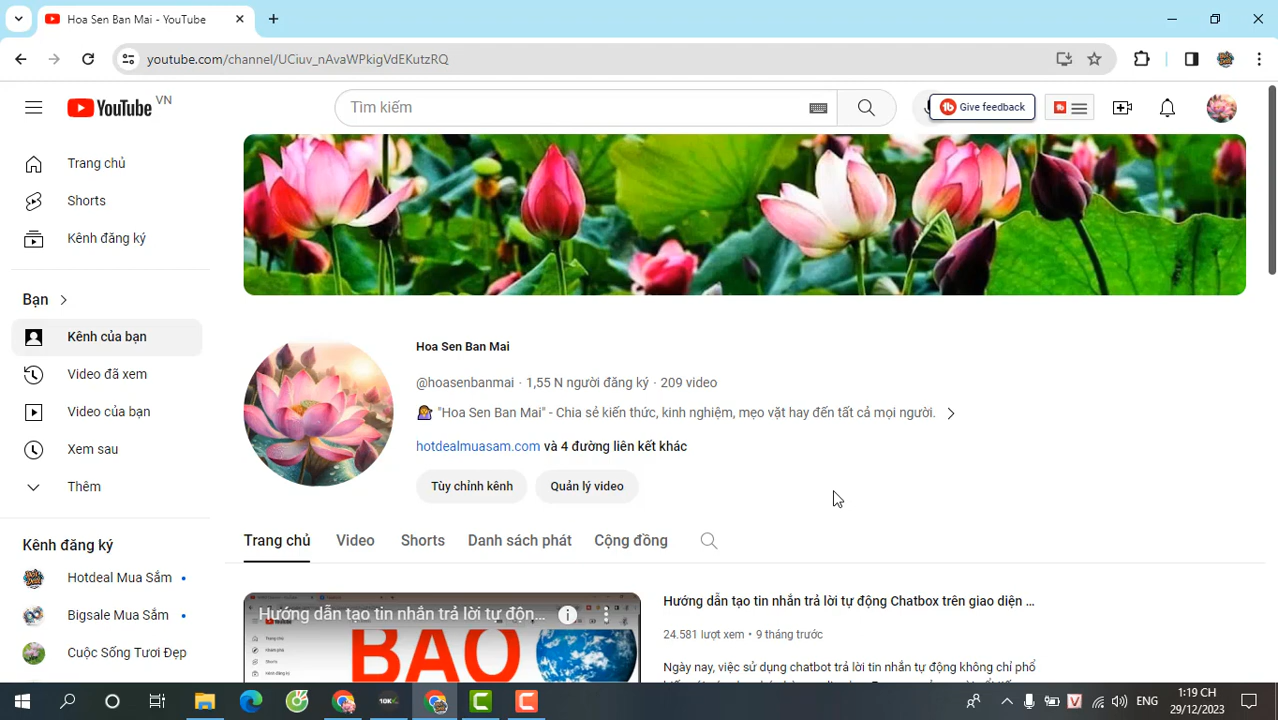 Hoa Sen Ban Mai - YouTube
youtube.com/channel/UCiuv_nAvaWPkigVdEKutzRQ
YouTube VN
Tìm kiếm
Give feedback
Trang chủ
Shorts
Kênh đăng ký
Bạn
Kênh của bạn
Video đã xem
Video của bạn
Xem sau
Thêm
Kênh đăng ký
Hotdeal Mua Sắm
Bigsale Mua Sắm
Cuộc Sống Tươi Đẹp
Hoa Sen Ban Mai
@hoasenbanmai · 1,55 N người đăng ký · 209 video
"Hoa Sen Ban Mai" - Chia sẻ kiến thức, kinh nghiệm, mẹo vặt hay đến tất cả mọi người.
hotdealmuasam.com và 4 đường liên kết khác
Tùy chỉnh kênh Quản lý video
Trang chủ Video Shorts Danh sách phát Cộng đồng
Hướng dẫn tạo tin nhắn trả lời tự độn...
BAO
Hướng dẫn tạo tin nhắn trả lời tự động Chatbox trên giao diện ...
24.581 lượt xem • 9 tháng trước
Ngày nay, việc sử dụng chatbot trả lời tin nhắn tự động không chỉ phổ
ENG
1:19 CH
29/12/2023